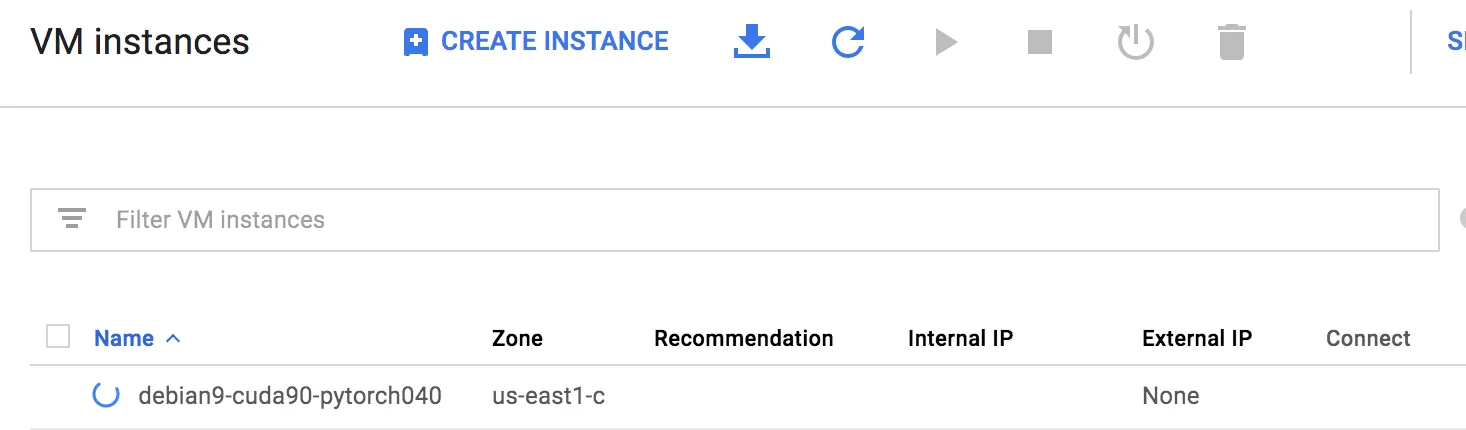 VM instances CREATE INSTANCE
Filter VM instances
Name Zone Recommendation Internal IP External IP Connect
debian9-cuda90-pytorch040 us-east1-c None